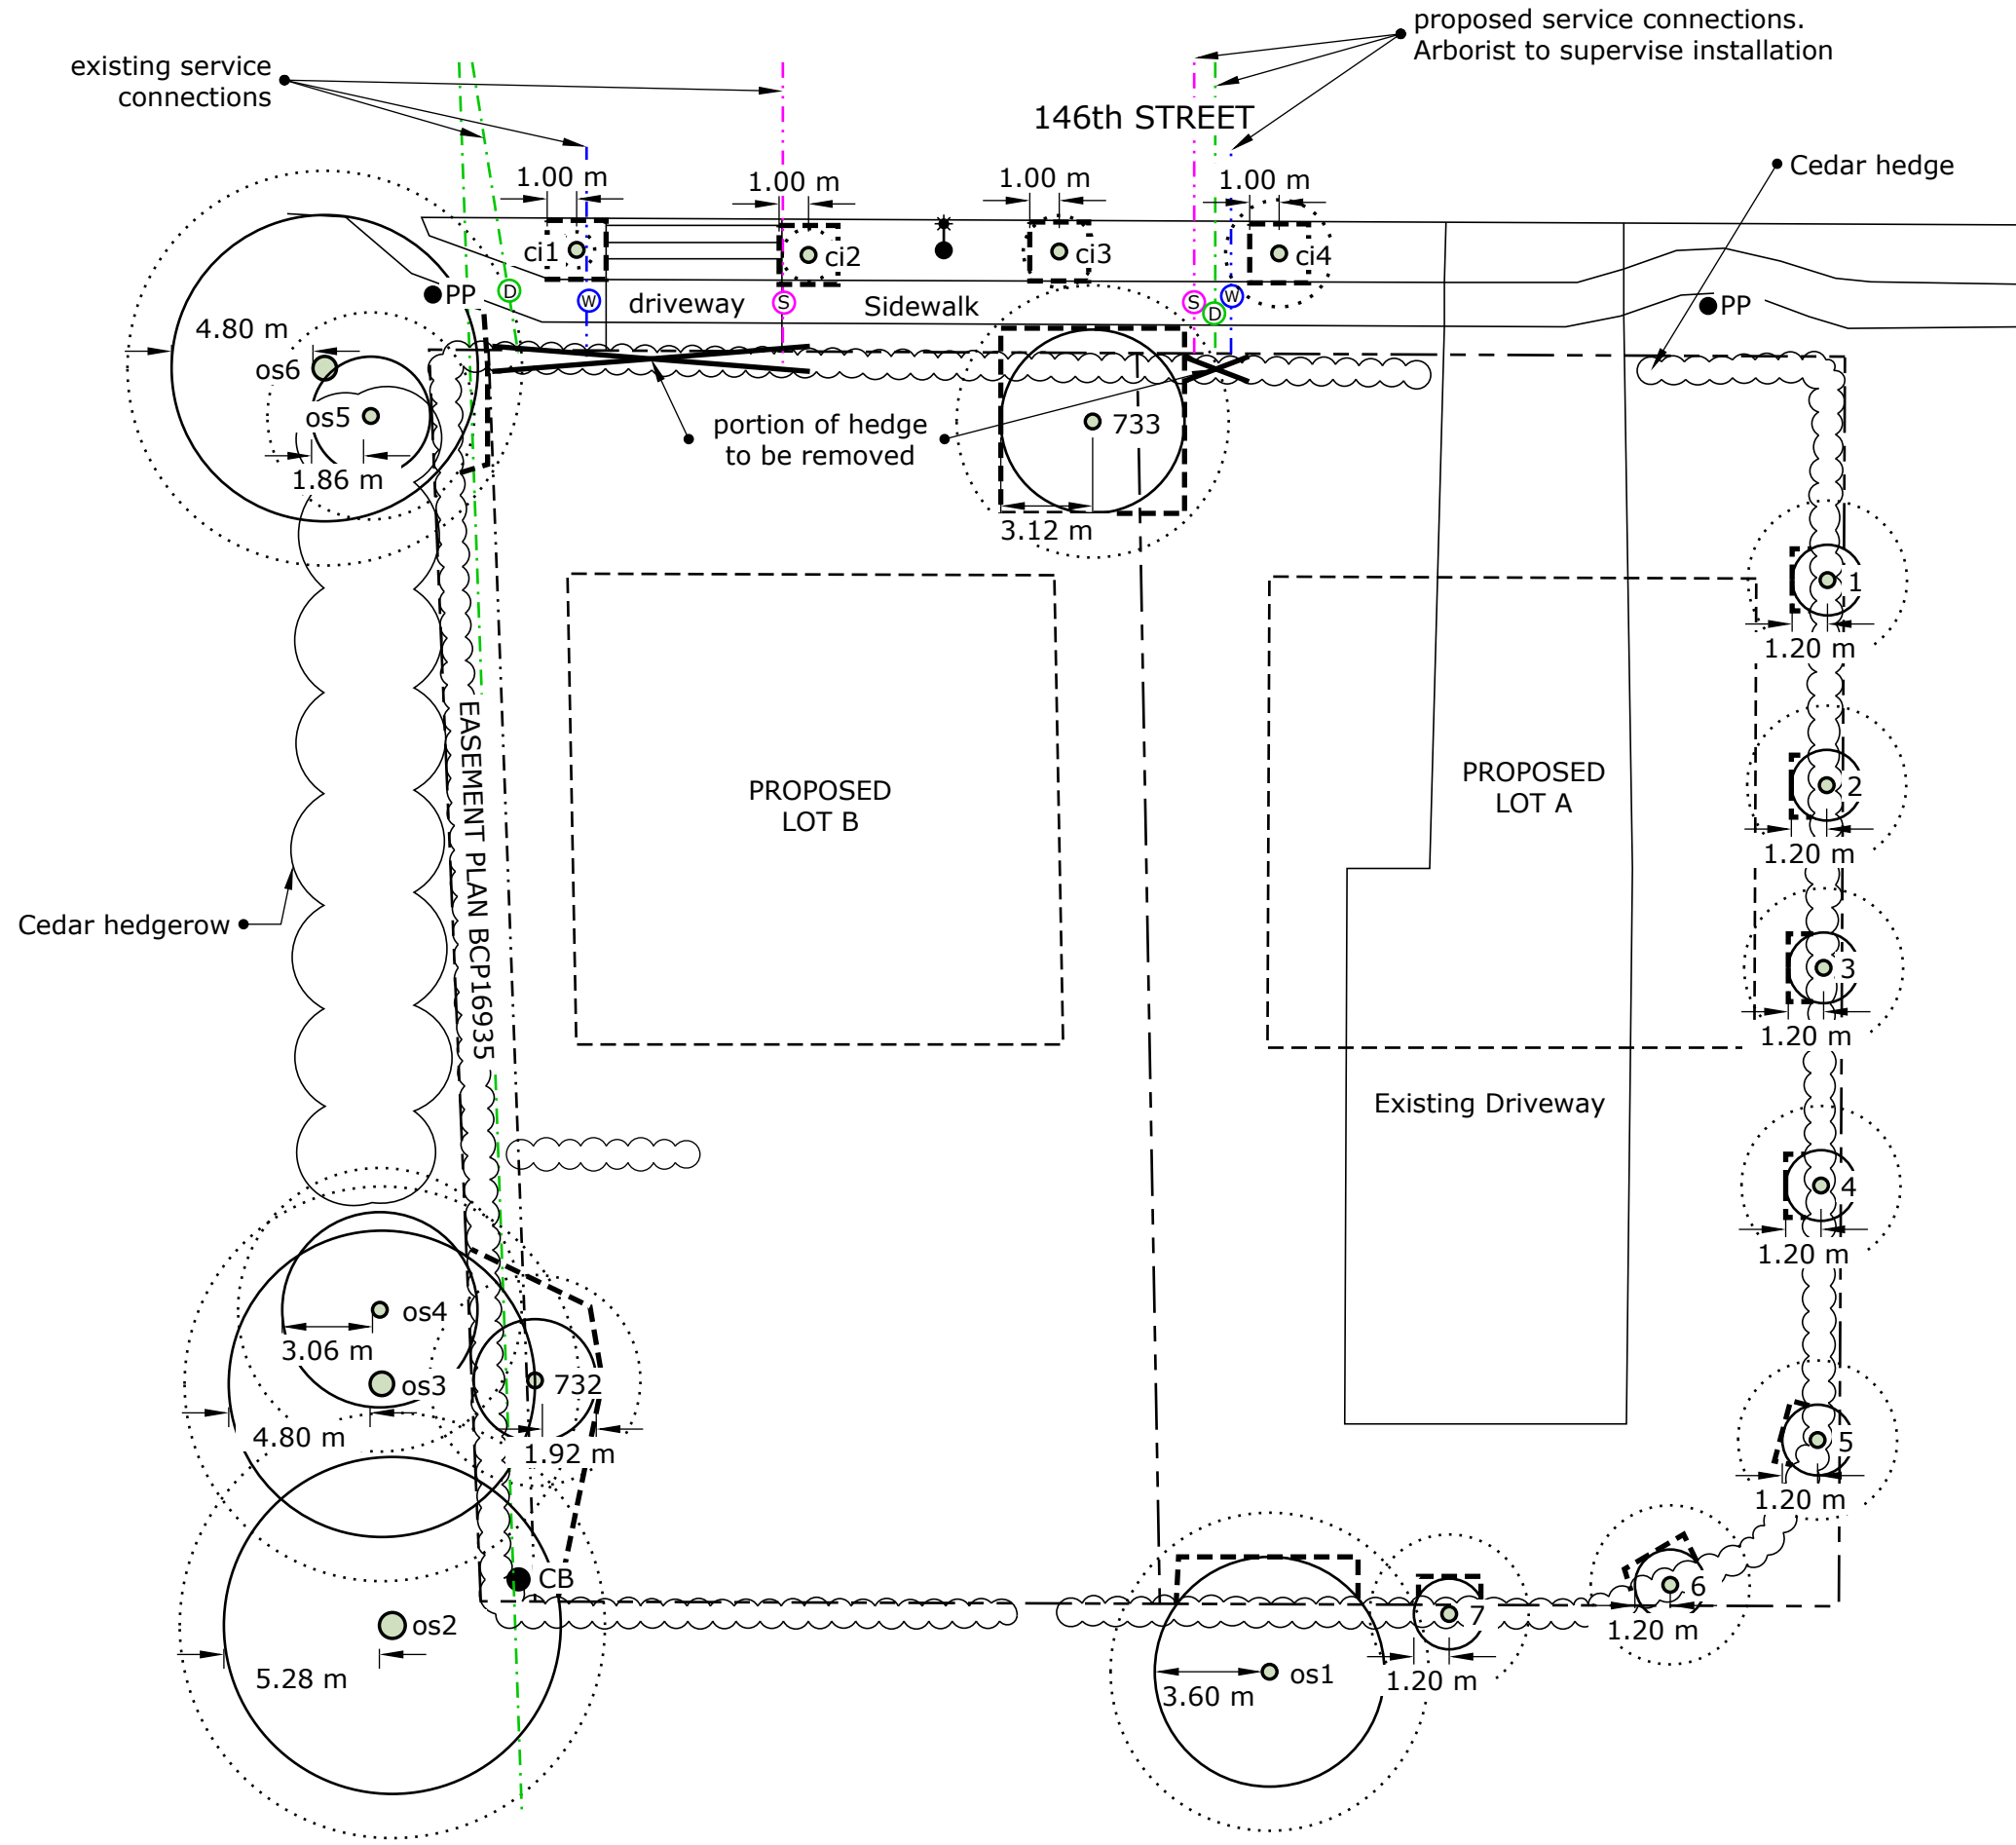 proposed service connections.
Arborist to supervise installation
existing service
connections
146th STREET
Cedar hedge
1.00 m
1.00 m
1.00 m
1.00 m
ci1
ci2
ci3
ci4
PP
D
W
driveway
S
Sidewalk
S
D
W
PP
4.80 m
os6
os5
1.86 m
portion of hedge
to be removed
733
3.12 m
1
1.20 m
EASEMENT PLAN BCP16935
PROPOSED
LOT B
PROPOSED
LOT A
2
1.20 m
Cedar hedgerow
3
1.20 m
Existing Driveway
4
1.20 m
os4
3.06 m
os3
732
4.80 m
1.92 m
5
1.20 m
CB
os2
5.28 m
6
1.20 m
7
1.20 m
os1
3.60 m